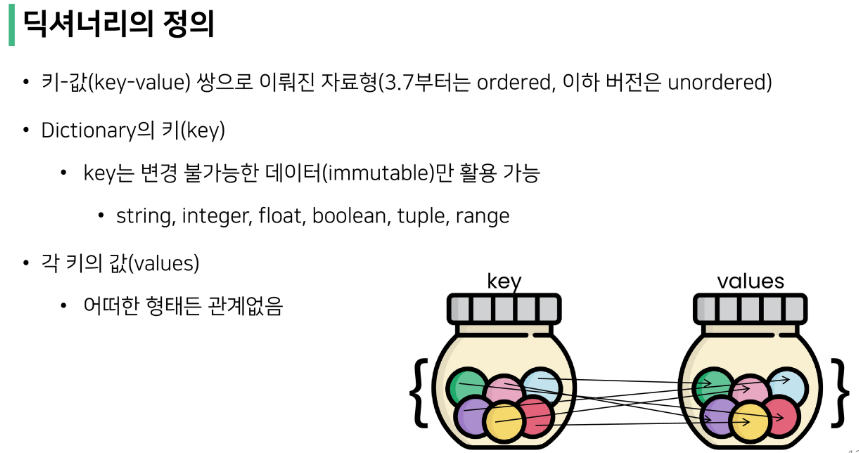 딕셔너리의 정의
• 키-값(key-value) 쌍으로 이뤄진 자료형(3.7부터는 ordered, 이하 버전은 unordered)
• Dictionary의 키(key)
• key는 변경 불가능한 데이터(immutable)만 활용 가능
• string, integer, float, boolean, tuple, range
• 각 키의 값(values)
• 어떠한 형태든 관계없음
key values
{ }